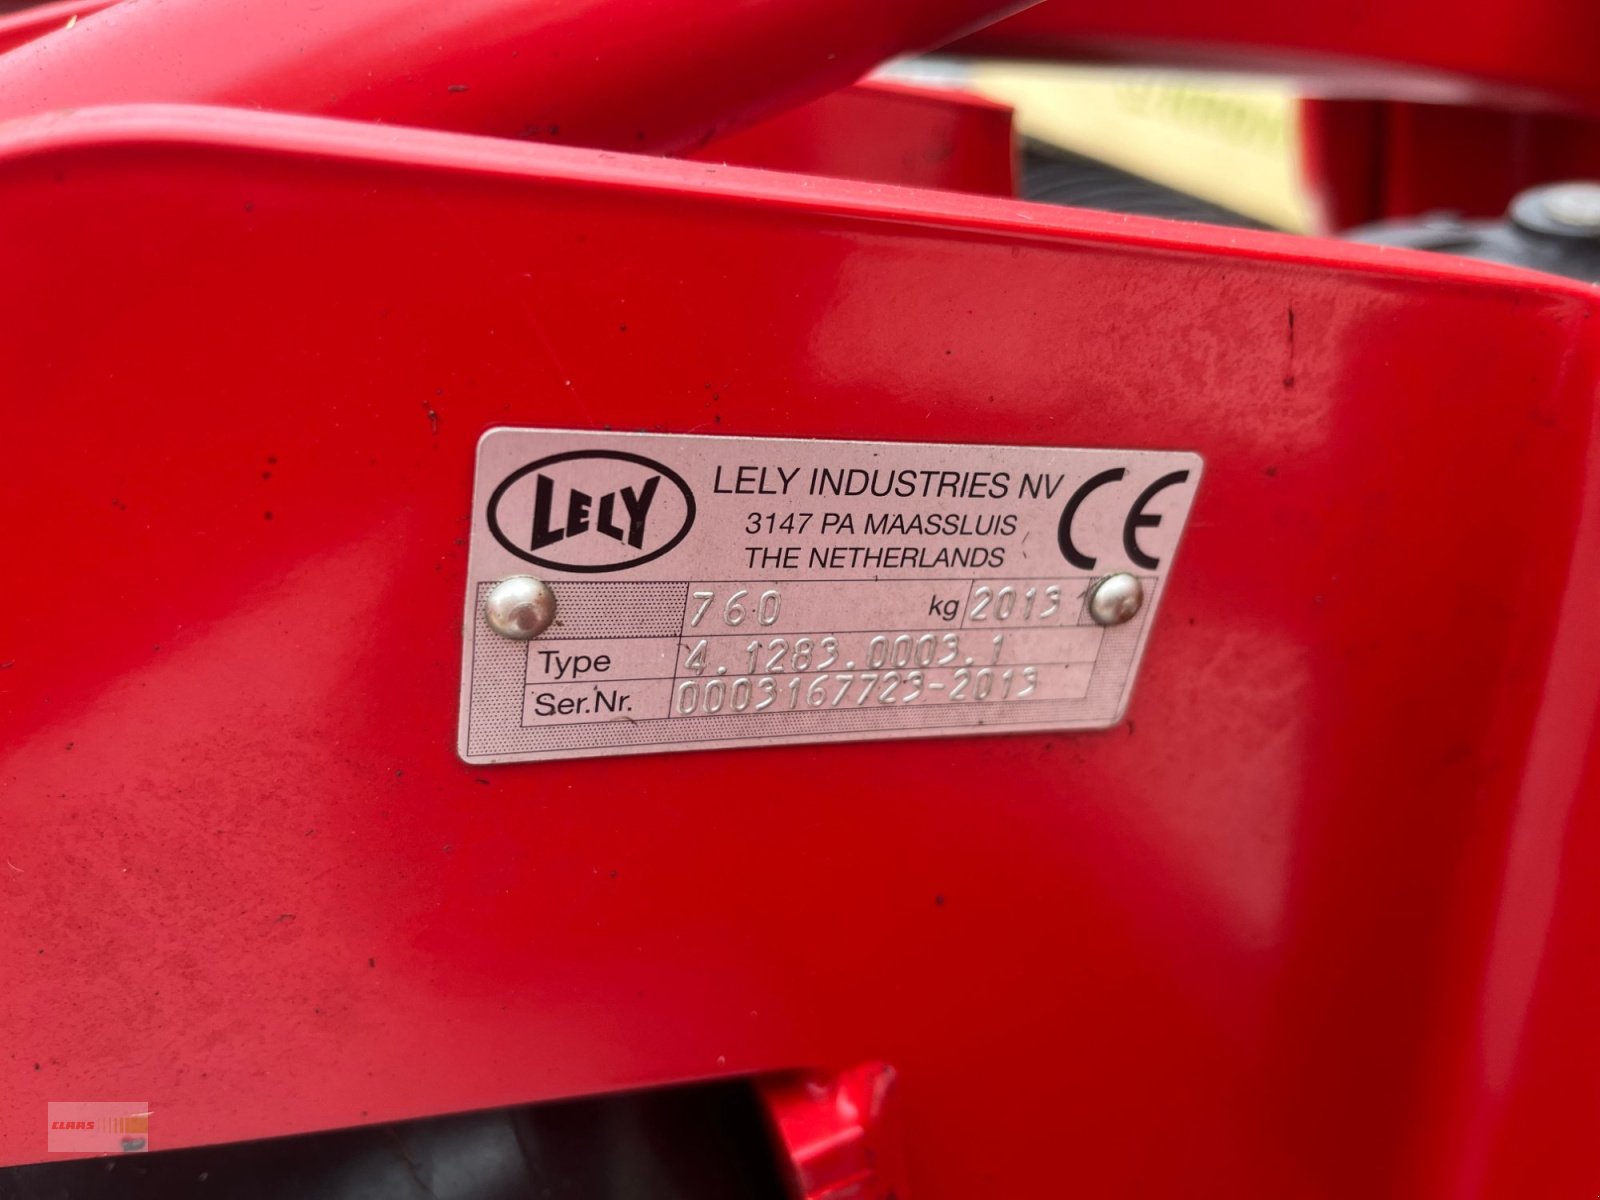 LELY
LELY INDUSTRIES NV
3147 PA MAASSLUIS
THE NETHERLANDS
CE
760 kg 2013
Type 4.1283.0003.1
Ser.Nr. 0003167723-2013
CLAAS